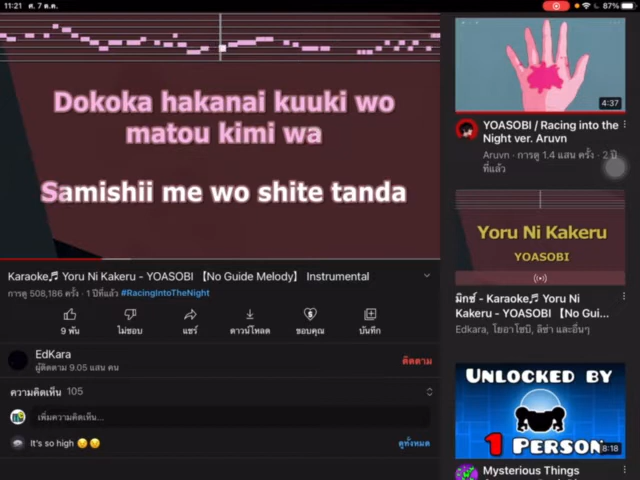 11:21 ส. 7 ต.ค.
87%
Dokoka hakanai kuuki wo
matou kimi wa
Samishii me wo shite tanda
Karaoke♬ Yoru Ni Kakeru - YOASOBI 【No Guide Melody】 Instrumental
การดู 508,186 ครั้ง · 1 ปีที่แล้ว #RacingIntoTheNight
9 พัน
ไม่ชอบ
แชร์
ดาวน์โหลด
ขอบคุณ
บันทึก
EdKara
ผู้ติดตาม 9.05 แสน คน
ติดตาม
ความคิดเห็น 105
เพิ่มความคิดเห็น...
It's so high 😔😔
ดูทั้งหมด
4:37
YOASOBI / Racing into the
Night ver. Aruvn
Aruvn · การดู 1.4 แสน ครั้ง · 2 ปี
ที่แล้ว
Yoru Ni Kakeru
YOASOBI
มิกซ์ - Karaoke♬ Yoru Ni
Kakeru - YOASOBI 【No Gui...
Edkara, โยอาโซบิ, ลิซ่า และอื่นๆ
UNLOCKED BY
1 PERSON
8:18
Mysterious Things